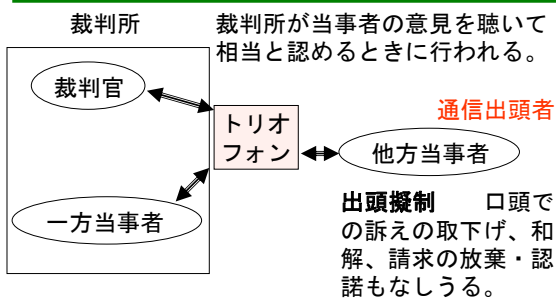 裁判所
裁判所が当事者の意見を聴いて
相当と認めるときに行われる。
裁判官
通信出頭者
トリオ
フォン
他方当事者
一方当事者
出頭擬制　　口頭で
の訴えの取下げ、和
解、請求の放棄・認
諾もなしうる。